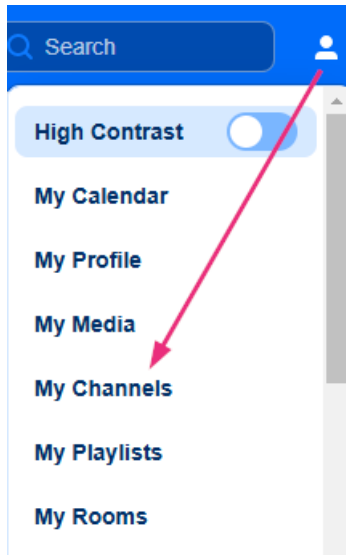 Search
High Contrast
My Calendar
My Profile
My Media
My Channels
My Playlists
My Rooms